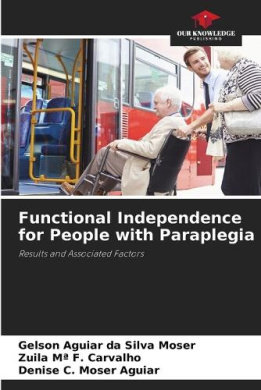 OUR KNOWLEDGE
PUBLISHING
Functional Independence
for People with Paraplegia
Results and Associated Factors
Gelson Aguiar da Silva Moser
Zuila Mª F. Carvalho
Denise C. Moser Aguiar